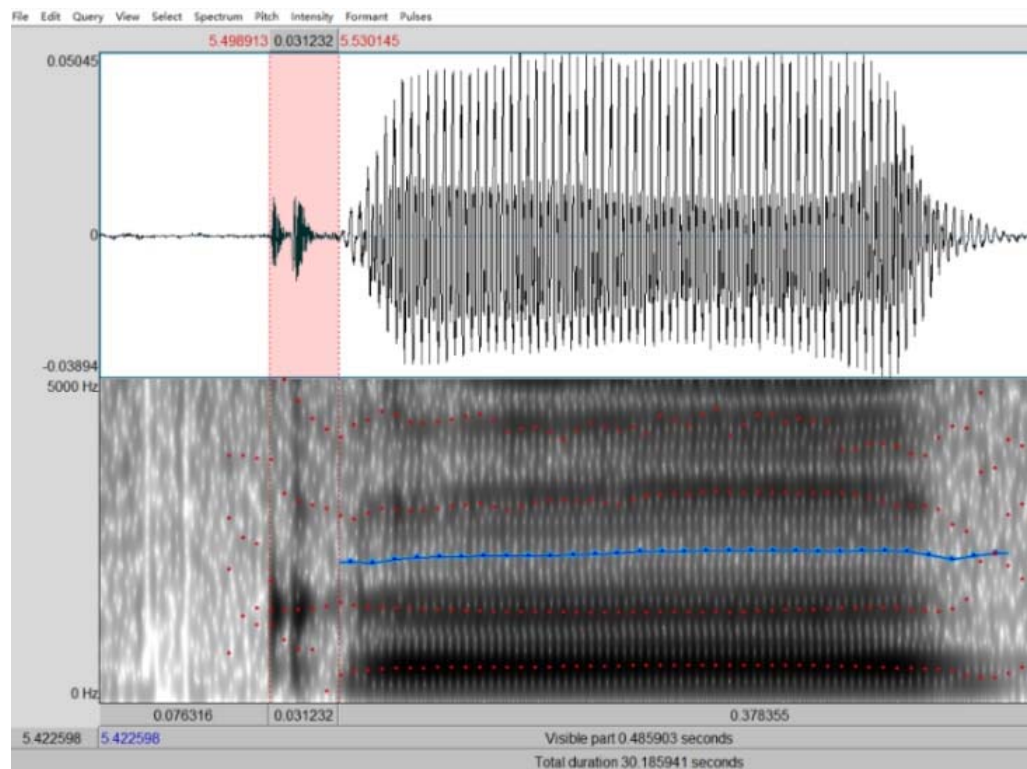 File Edit Query View Select Spectrum Pitch Intensity Formant Pulses
5.498913 0.031232 5.530145
0.05045
0
-0.03894
5000 Hz
0 Hz
0.076316 0.031232 0.378355
5.422598 5.422598 Visible part 0.485903 seconds
Total duration 30.185941 seconds